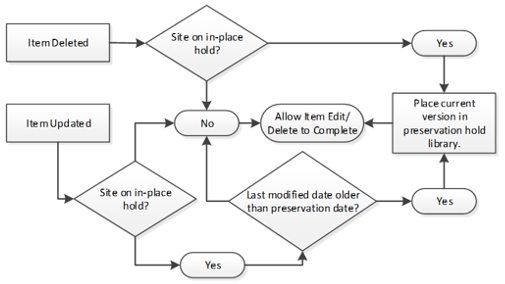 Item Deleted
Site on in-place
hold?
Yes
Item Updated
No
Allow Item Edit/
Delete to Complete
Place current
version in
preservation hold
library.
Site on in-place
hold?
Last modified date older
than preservation date?
Yes
Yes